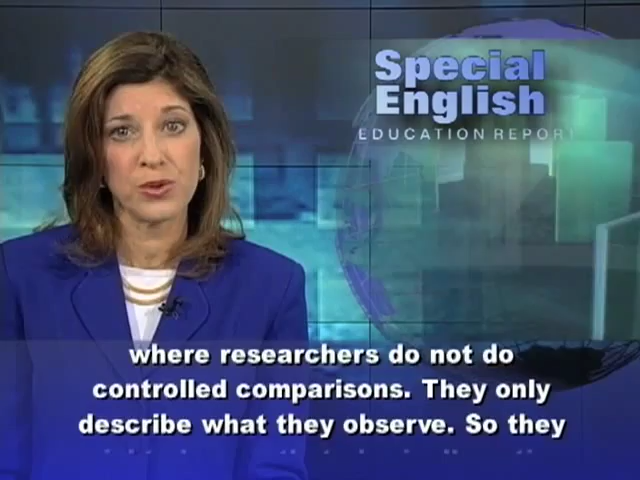 Special
English
EDUCATION REPORT
where researchers do not do
controlled comparisons. They only
describe what they observe. So they